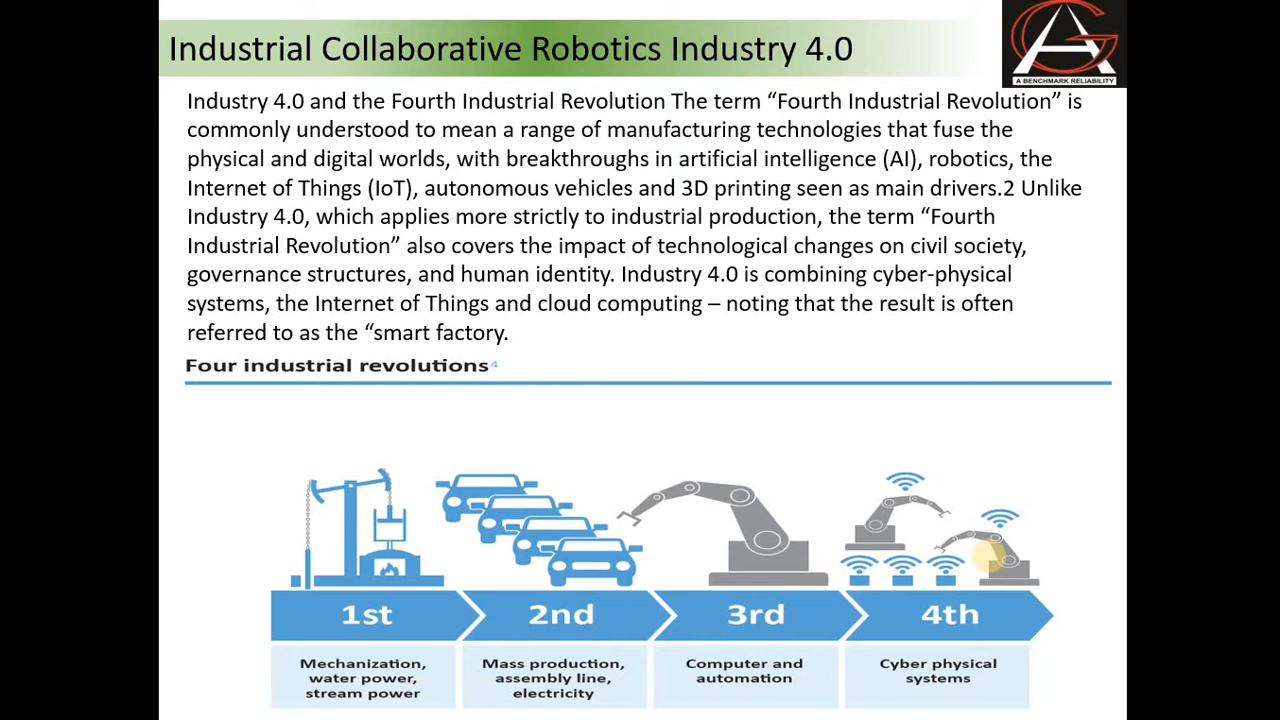 Industrial Collaborative Robotics Industry 4.0
A BENCHMARK RELIABILITY
Industry 4.0 and the Fourth Industrial Revolution The term “Fourth Industrial Revolution” is
commonly understood to mean a range of manufacturing technologies that fuse the
physical and digital worlds, with breakthroughs in artificial intelligence (AI), robotics, the
Internet of Things (IoT), autonomous vehicles and 3D printing seen as main drivers.2 Unlike
Industry 4.0, which applies more strictly to industrial production, the term “Fourth
Industrial Revolution” also covers the impact of technological changes on civil society,
governance structures, and human identity. Industry 4.0 is combining cyber-physical
systems, the Internet of Things and cloud computing – noting that the result is often
referred to as the “smart factory.
Four industrial revolutions4
1st
2nd
3rd
4th
Mechanization,
water power,
stream power
Mass production,
assembly line,
electricity
Computer and
automation
Cyber physical
systems